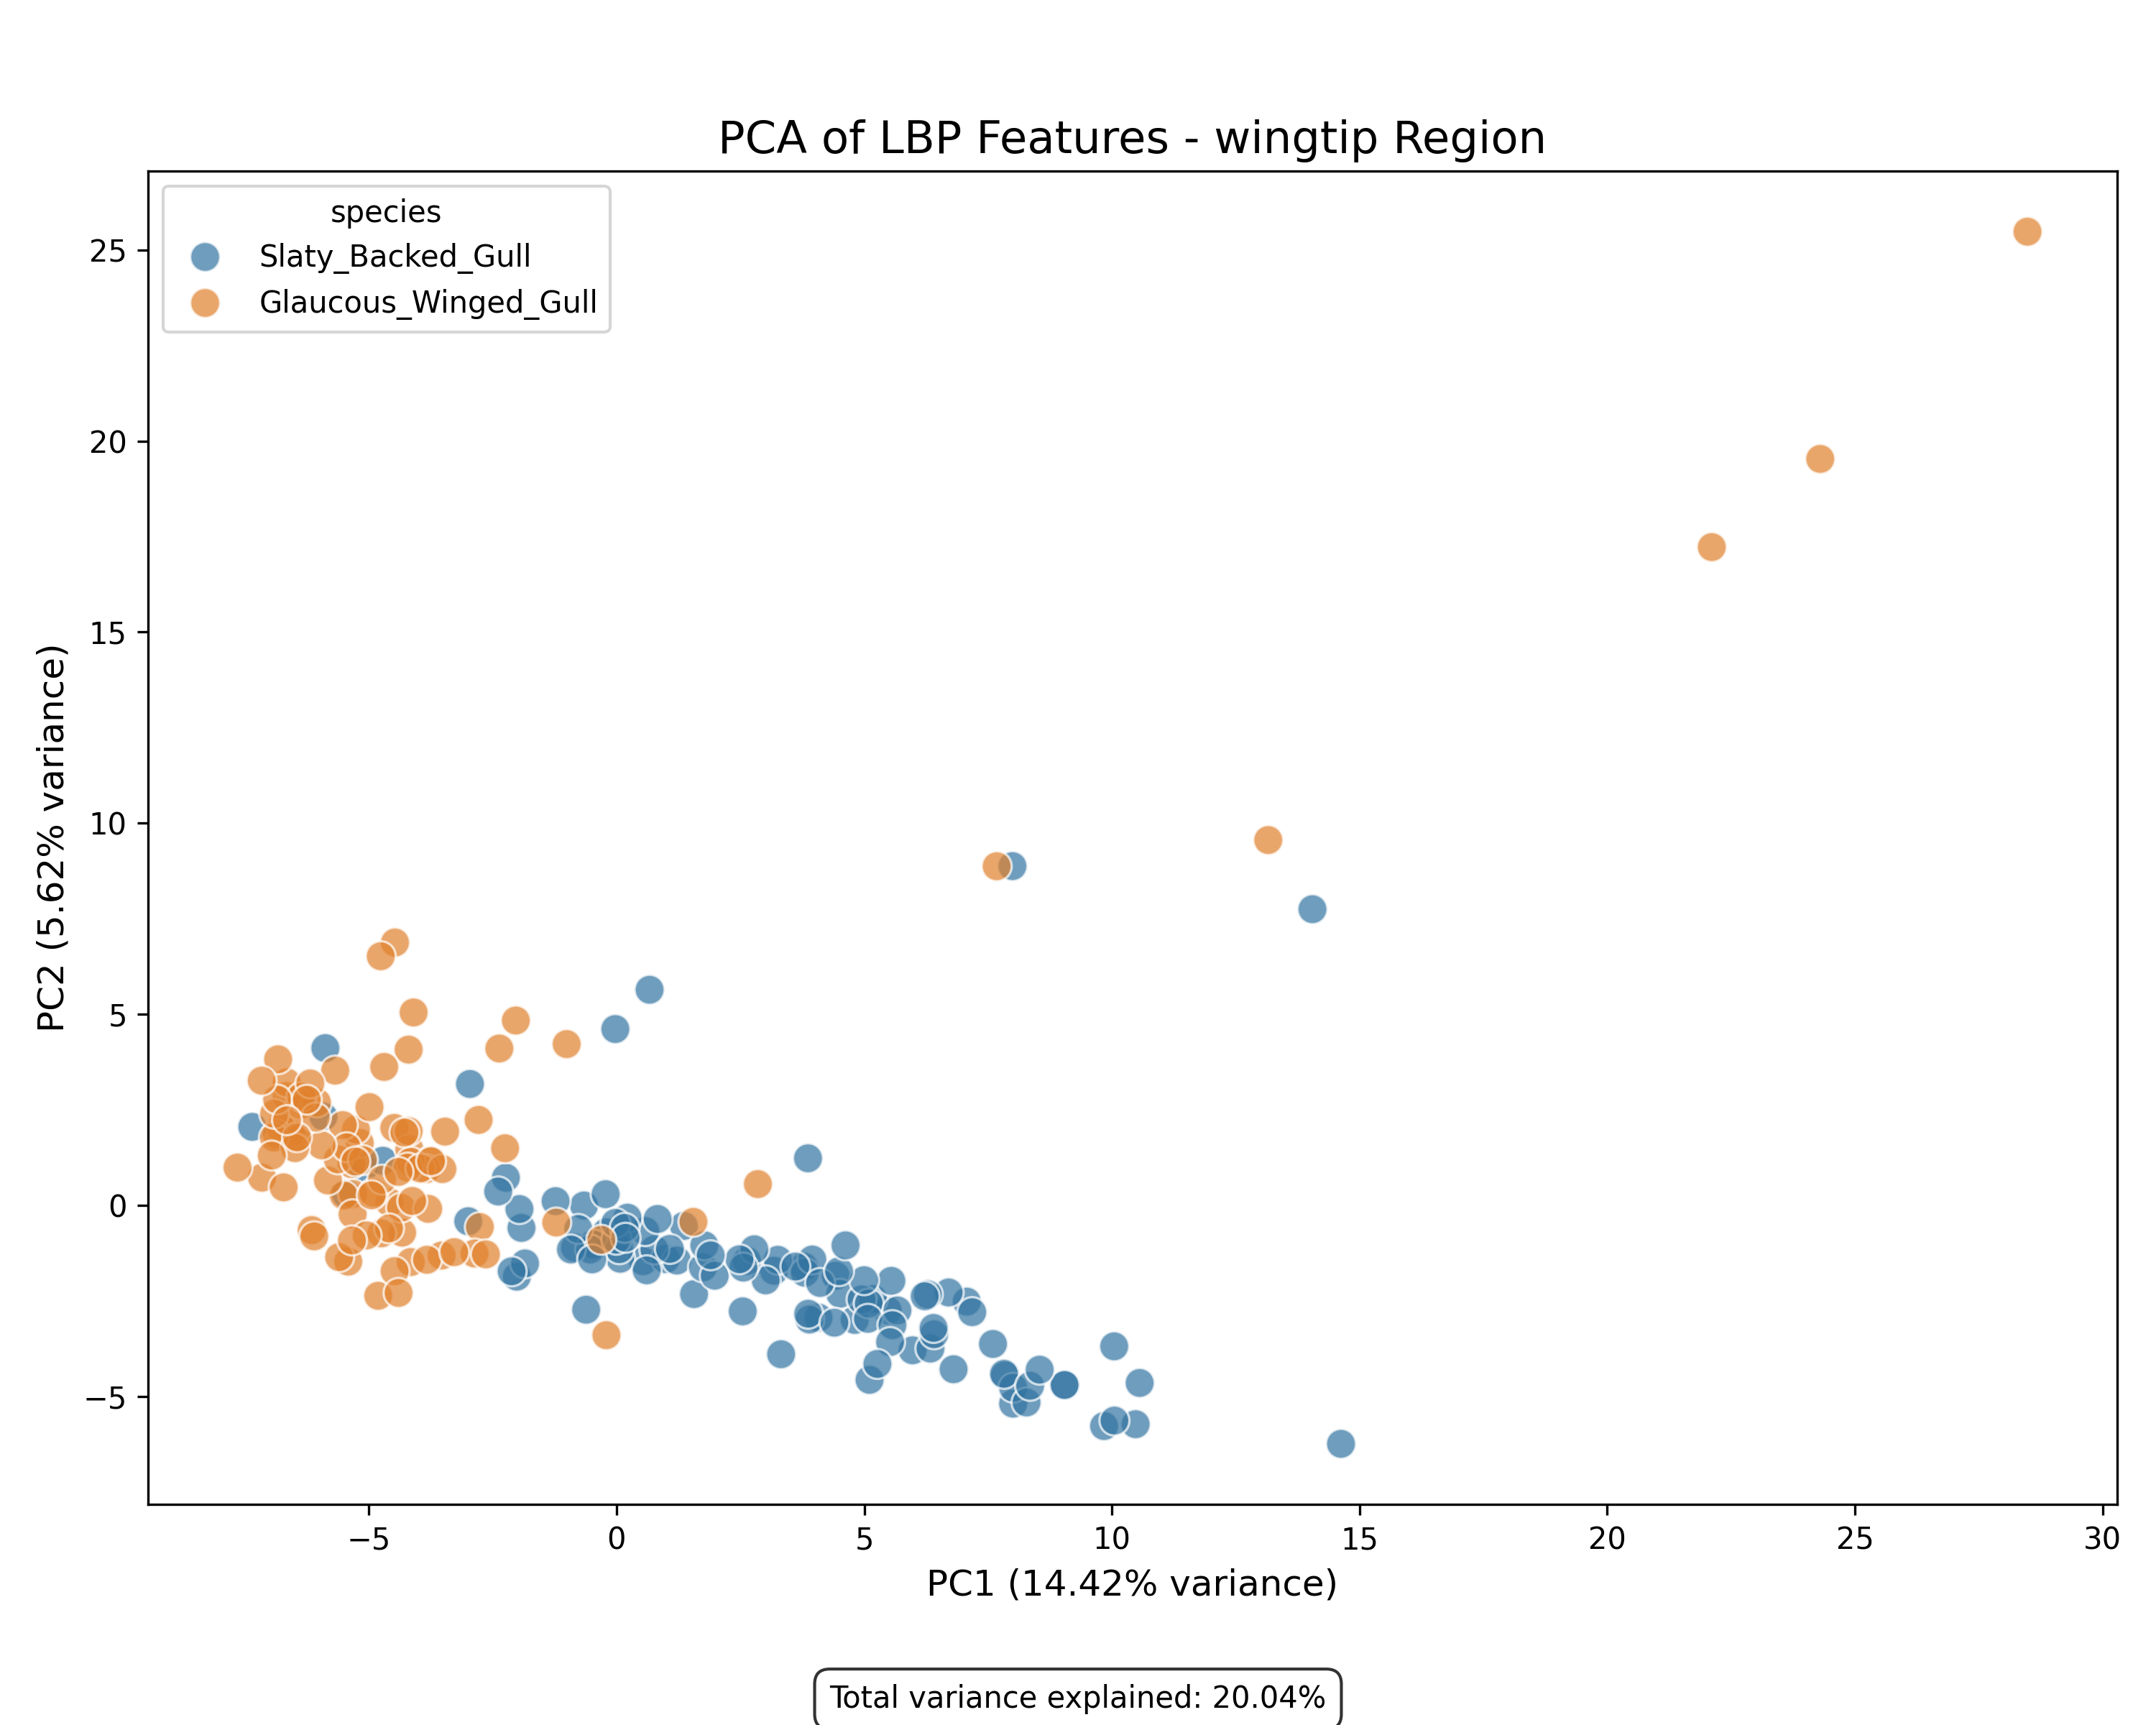 PCA of LBP Features - wingtip Region
species
Slaty_Backed_Gull
Glaucous_Winged_Gull
25
20
15
10
5
0
−5
PC2 (5.62% variance)
−5 0 5 10 15 20 25 30
PC1 (14.42% variance)
Total variance explained: 20.04%